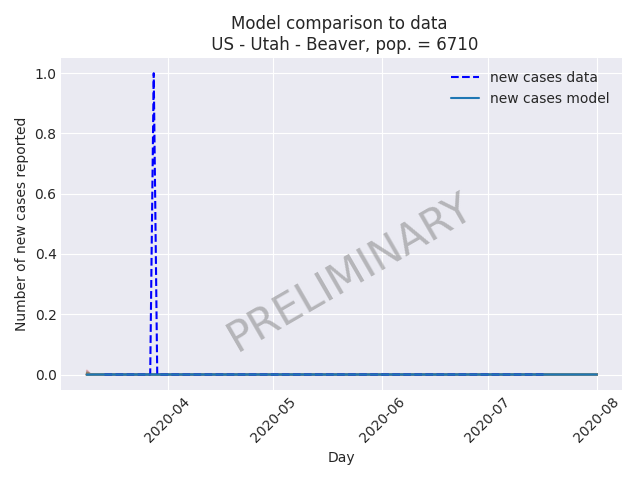 Model comparison to data
US - Utah - Beaver, pop. = 6710
new cases data
new cases model
Number of new cases reported
1.0
0.8
0.6
0.4
0.2
0.0
PRELIMINARY
2020-04
2020-05
2020-06
2020-07
2020-08
Day